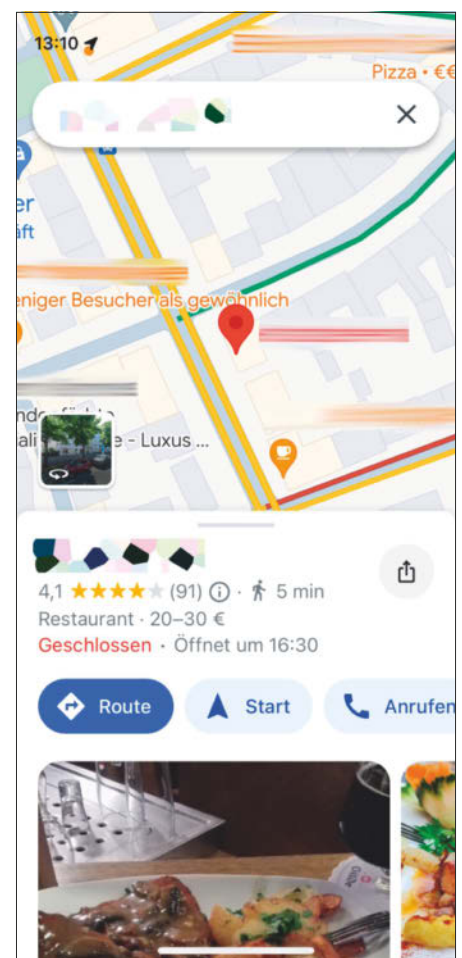 13:10
Pizza • €€
er
äft
eniger Besucher als gewöhnlich
e - Luxus ...
4,1 (91) · 5 min
Restaurant · 20–30 €
Geschlossen · Öffnet um 16:30
Route
Start
Anrufen